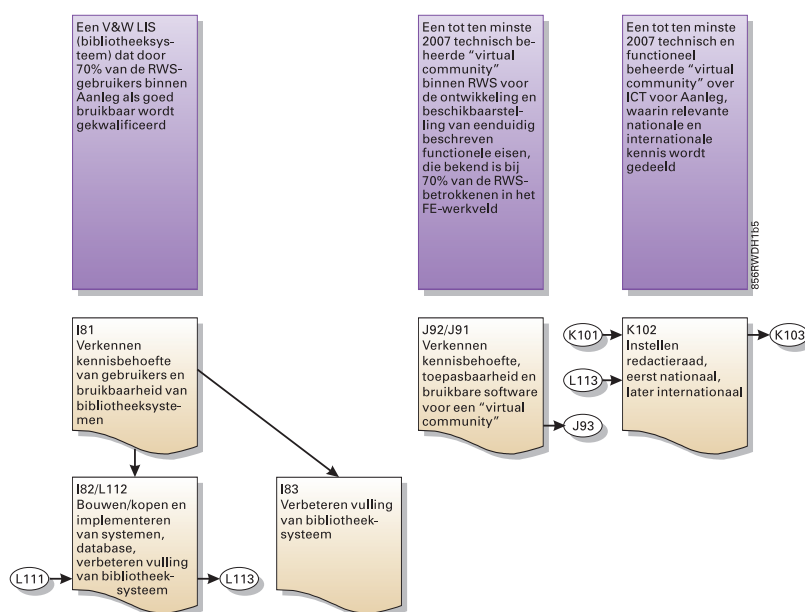 Een V&W LIS
(bibliotheeksys-
teem) dat door
70% van de RWS-
gebruikers binnen
Aanleg als goed
bruikbaar wordt
gekwalificeerd
Een tot ten minste
2007 technisch be-
heerde “virtual
community”
binnen RWS voor
de ontwikkeling en
beschikbaarstel-
ling van eenduidig
beschreven
functionele eisen,
die bekend is bij
70% van de RWS-
betrokkenen in het
FE-werkveld
Een tot ten minste
2007 technisch en
functioneel
beheerde “virtual
community” over
ICT voor Aanleg,
waarin relevante
nationale en
internationale
kennis wordt
gedeeld
856RWDH1b5
I81
Verkennen
kennisbehoefte
van gebruikers en
bruikbaarheid van
bibliotheeksyste-
men
J92/J91
Verkennen
kennisbehoefte,
toepasbaarheid en
bruikbare software
voor een “virtual
community”
J93
K101
L113
K102
Instellen
redactieraad,
eerst nationaal,
later internationaal
K103
I82/L112
Bouwen/kopen en
implementeren
van systemen,
database,
verbeteren vulling
van bibliotheek-
systeem
L111
L113
I83
Verbeteren vulling
van bibliotheek-
systeem